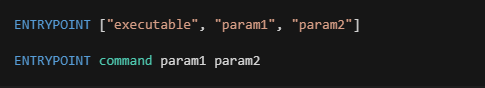 ENTRYPOINT ["executable", "param1", "param2"]
ENTRYPOINT command param1 param2